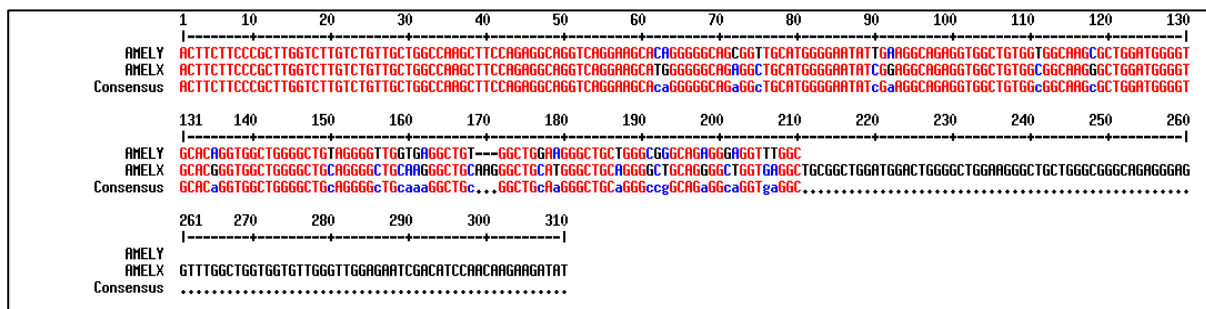 1 10 20 30 40 50 60 70 80 90 100 110 120 130
|--------+---------+---------+---------+---------+---------+---------+---------+---------+---------+---------+---------+---------|
AMELY ACTTCTTCCCGCTTGGTCTTGTCTGTTGCTGGCCAAGCTTCCAGAGGCAGGTCAGGAAGCACAGGGGGCAGCGGTTGCATGGGGAATATTGAAGGCAGAGGTGGCTGTGGTGGCAAGCGCTGGATGGGGT
AMELX ACTTCTTCCCGCTTGGTCTTGTCTGTTGCTGGCCAAGCTTCCAGAGGCAGGTCAGGAAGCATGGGGGGCAGAGGCTGCATGGGGAATATCGGAGGCAGAGGTGGCTGTGGCGGCAAGGGCTGGATGGGGT
Consensus ACTTCTTCCCGCTTGGTCTTGTCTGTTGCTGGCCAAGCTTCCAGAGGCAGGTCAGGAAGCAcaGGGGGCAGaGGcTGCATGGGGAATATcGaAGGCAGAGGTGGCTGTGGcGGCAAGcGCTGGATGGGGT
131 140 150 160 170 180 190 200 210 220 230 240 250 260
|--------+---------+---------+---------+---------+---------+---------+---------+---------+---------+---------+---------+---------|
AMELY GCACAGGTGGCTGGGGCTGTAGGGGTTGGTGAGGCTGT---GGCTGGAAGGGCTGCTGGGCGGGCAGAGGGAGGTTTGGC
AMELX GCACGGGTGGCTGGGGCTGCAGGGGCTGCAAGGGCTGCAAGGGCTGCATGGGCTGCAGGGGCTGCAGGGGCTGGTGAGGCTGCGGCTGGATGGACTGGGGCTGGAAGGGCTGCTGGGCGGGCAGAGGGAG
Consensus GCACaGGTGGCTGGGGCTGcAGGGGcTGcaaaGGCTGc...GGCTGcAaGGGCTGcaGGGccgGCAGaGGcaGGTgaGGC..................................................
261 270 280 290 300 310
|--------+---------+---------+---------+---------|
AMELY
AMELX GTTTGGCTGGTGGTGTTGGGTTGGAGAATCGACATCCAACAAGAAGATAT
Consensus ..................................................